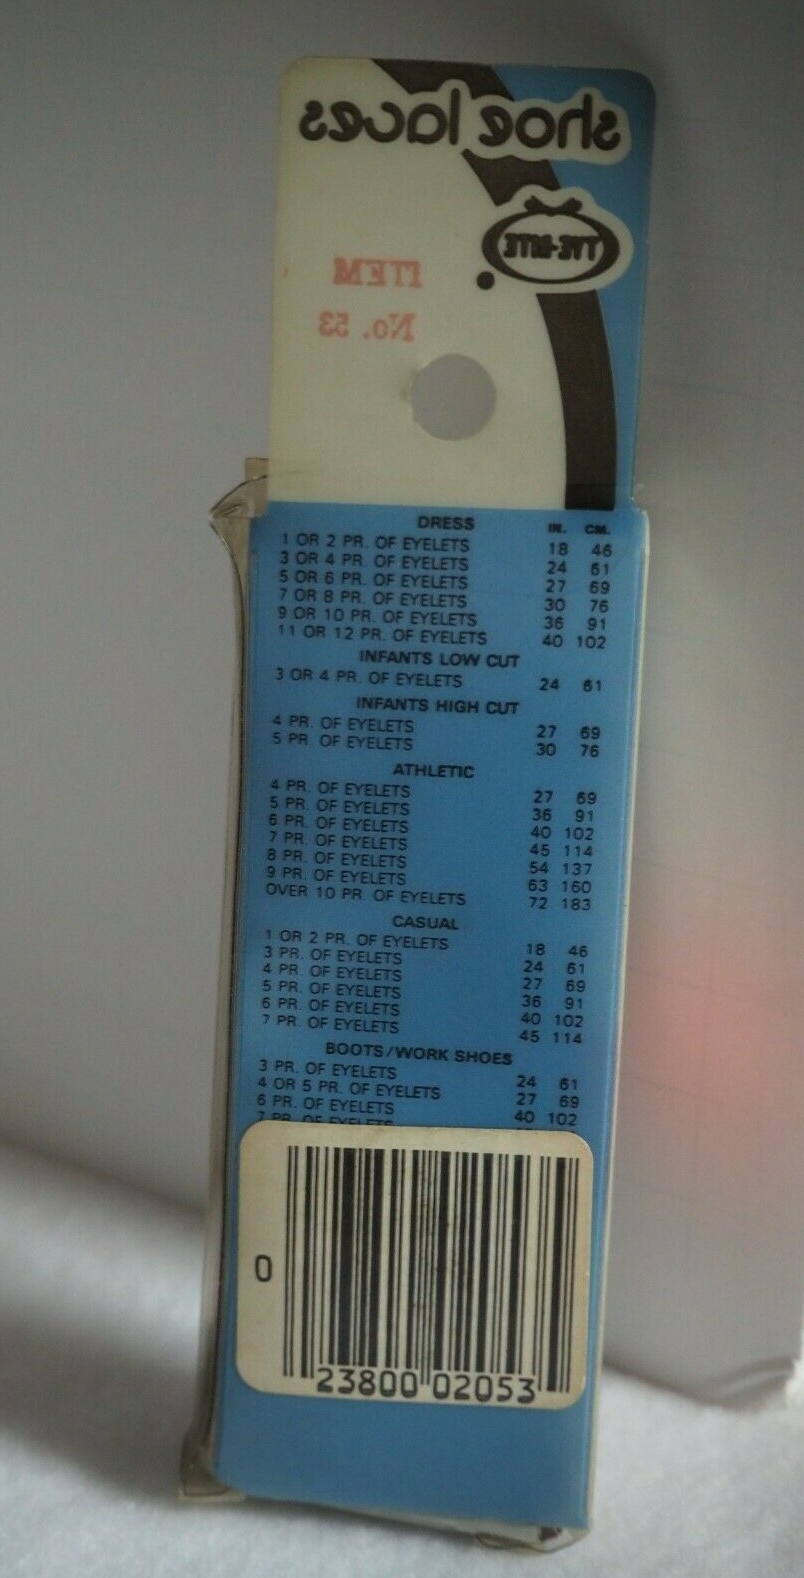 shoe laces
TYE-RITE
ITEM
No. 53
DRESS IN. CM.
1 OR 2 PR. OF EYELETS 18 46
3 OR 4 PR. OF EYELETS 24 61
5 OR 6 PR. OF EYELETS 27 69
7 OR 8 PR. OF EYELETS 30 76
9 OR 10 PR. OF EYELETS 36 91
11 OR 12 PR. OF EYELETS 40 102
INFANTS LOW CUT
3 OR 4 PR. OF EYELETS 24 61
INFANTS HIGH CUT
4 PR. OF EYELETS 27 69
5 PR OF EYELETS 30 76
ATHLETIC
4 PR. OF EYELETS 27 69
5 PR. OF EYELETS 36 91
6 PR. OF EYELETS 40 102
7 PR. OF EYELETS 45 114
8 PR. OF EYELETS 54 137
9 PR. OF EYELETS 63 160
OVER 10 PR. OF EYELETS 72 183
CASUAL
1 OR 2 PR. OF EYELETS 18 46
3 PR. OF EYELETS 24 61
4 PR. OF EYELETS 27 69
5 PR. OF EYELETS 36 91
6 PR. OF EYELETS 40 102
7 PR. OF EYELETS 45 114
BOOTS/WORK SHOES
3 PR. OF EYELETS 24 61
4 OR 5 PR. OF EYELETS 27 69
6 PR. OF EYELETS 40 102
7 PR. OF EYELETS
0 23800 02053